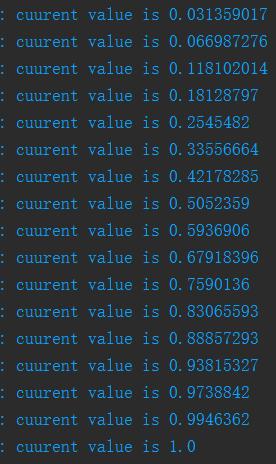 : cuurent value is 0.031359017
: cuurent value is 0.066987276
: cuurent value is 0.118102014
: cuurent value is 0.18128797
: cuurent value is 0.2545482
: cuurent value is 0.33556664
: cuurent value is 0.42178285
: cuurent value is 0.5052359
: cuurent value is 0.5936906
: cuurent value is 0.67918396
: cuurent value is 0.7590136
: cuurent value is 0.83065593
: cuurent value is 0.88857293
: cuurent value is 0.93815327
: cuurent value is 0.9738842
: cuurent value is 0.9946362
: cuurent value is 1.0